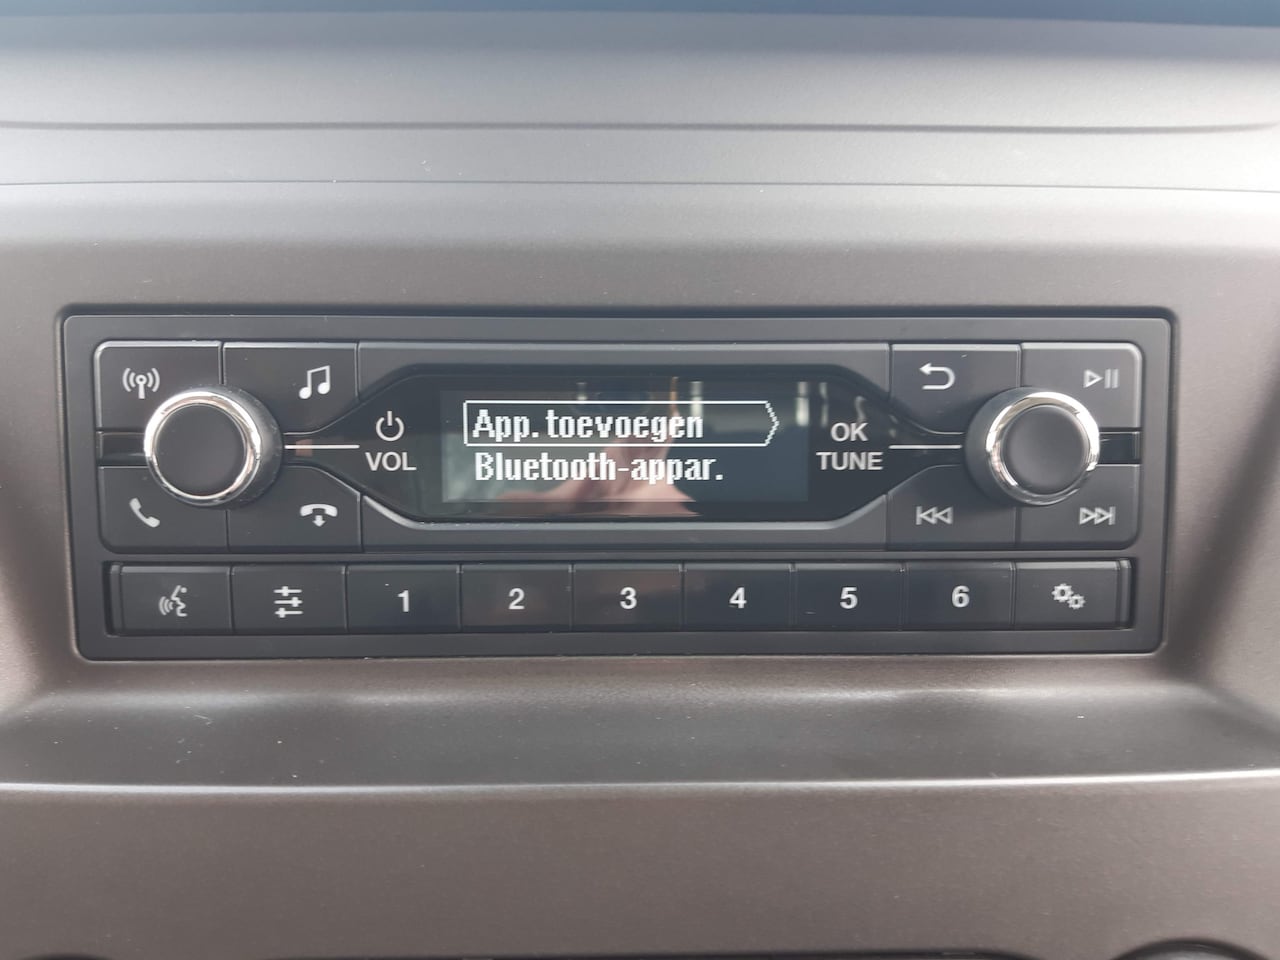 App. toevoegen
Bluetooth-appar.
VOL
OK
TUNE
1 2 3 4 5 6